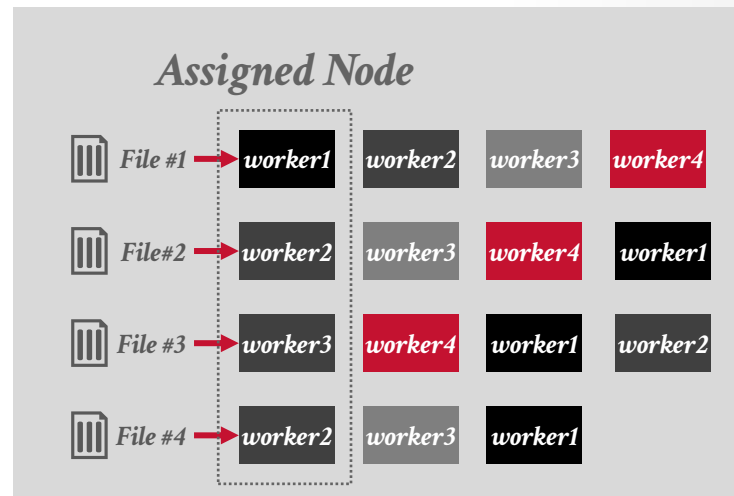 Assigned Node
File #1 worker1 worker2 worker3 worker4
File#2 worker2 worker3 worker4 worker1
File #3 worker3 worker4 worker1 worker2
File #4 worker2 worker3 worker1